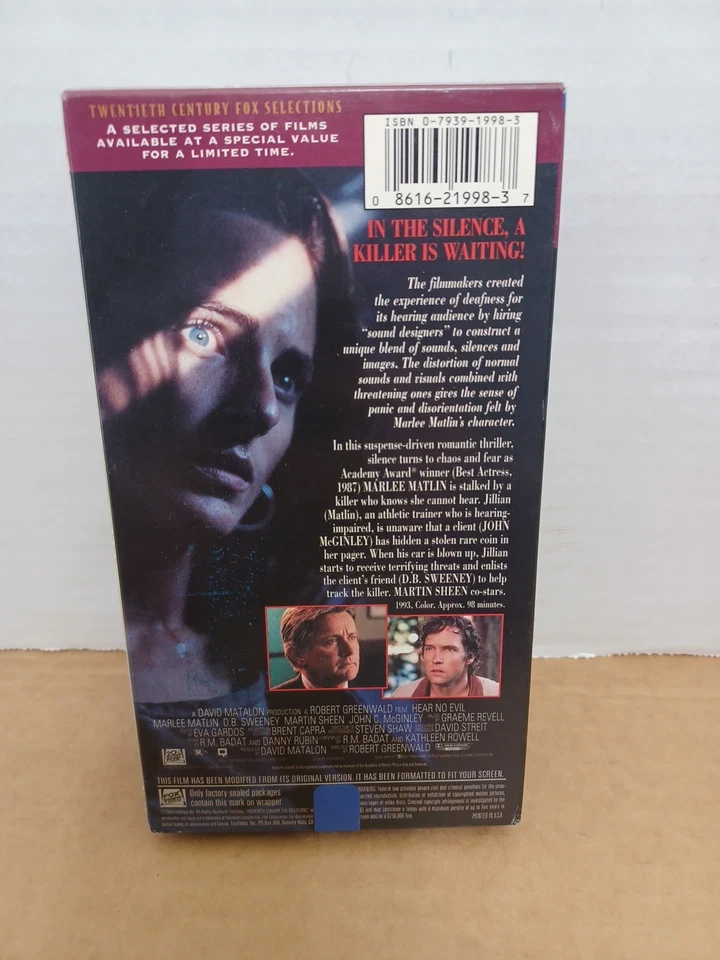 TWENTIETH CENTURY FOX SELECTIONS
A SELECTED SERIES OF FILMS
AVAILABLE AT A SPECIAL VALUE
FOR A LIMITED TIME.
ISBN 0-7939-1998-3
0 8616-21998-3 7
IN THE SILENCE, A
KILLER IS WAITING!
The filmmakers created
the experience of deafness for
its hearing audience by hiring
"sound designers" to construct a
unique blend of sounds, silences and
images. The distortion of normal
sounds and visuals combined with
threatening ones gives the sense of
panic and disorientation felt by
Marlee Matlin's character.
In this suspense-driven romantic thriller,
silence turns to chaos and fear as
Academy Award® winner (Best Actress,
1987) MARLEE MATLIN is stalked by a
killer who knows she cannot hear. Jillian
(Matlin), an athletic trainer who is hearing-
impaired, is unaware that a client (JOHN
McGINLEY) has hidden a stolen rare coin in
her pager. When his car is blown up, Jillian
starts to receive terrifying threats and enlists
the client's friend (D.B. SWEENEY) to help
track the killer. MARTIN SHEEN co-stars.
1993. Color. Approx. 98 minutes.
A DAVID MATALON PRODUCTION A ROBERT GREENWALD FILM HEAR NO EVIL
MARLEE MATLIN D.B. SWEENEY MARTIN SHEEN JOHN C. McGINLEY GRAEME REVELL
EVA GARDOS BRENT CAPRA STEVEN SHAW DAVID STREIT
R.M. BADAT AND DANNY RUBIN R.M. BADAT AND KATHLEEN ROWELL
DAVID MATALON ROBERT GREENWALD
R
THIS FILM HAS BEEN MODIFIED FROM ITS ORIGINAL VERSION. IT HAS BEEN FORMATTED TO FIT YOUR SCREEN.
FOX VIDEO
Only factory sealed packages
contain this mark on wrapper
PRINTED IN U.S.A.